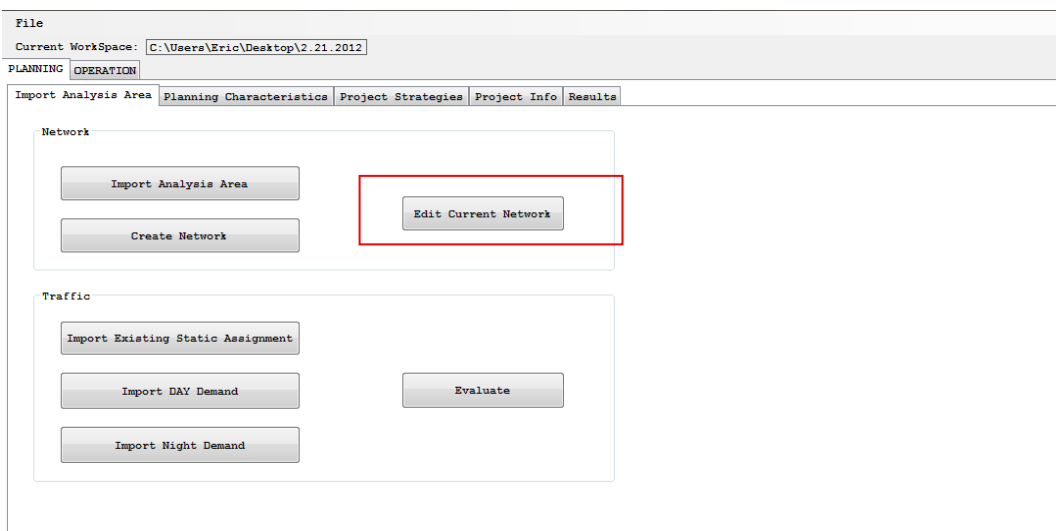 File
Current WorkSpace: C:\Users\Eric\Desktop\2.21.2012
PLANNING OPERATION
Import Analysis Area Planning Characteristics Project Strategies Project Info Results
Network
Import Analysis Area
Edit Current Network
Create Network
Traffic
Import Existing Static Assignment
Import DAY Demand
Evaluate
Import Night Demand